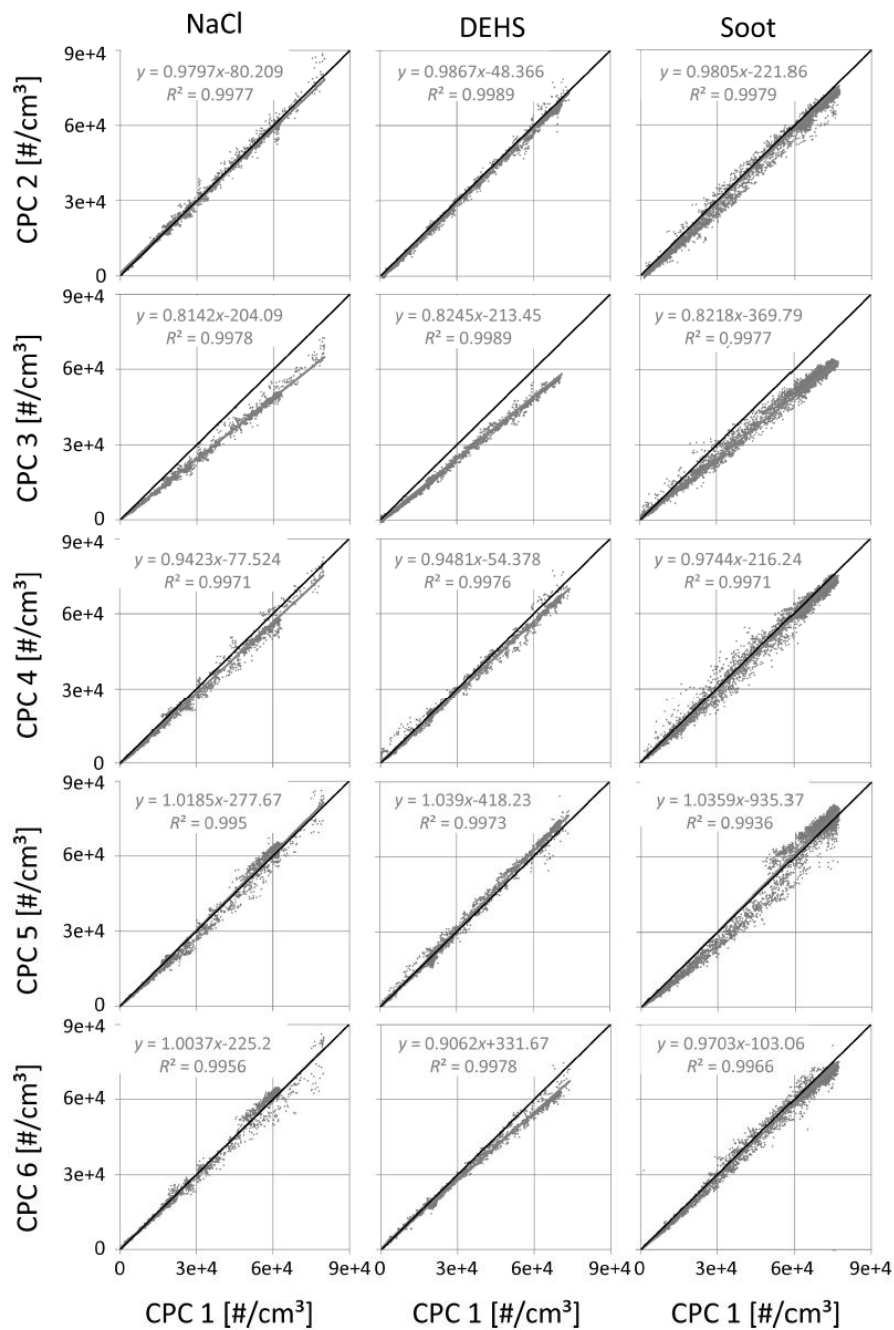 NaCl DEHS Soot
9e+4
y = 0.9797x-80.209 y = 0.9867x-48.366 y = 0.9805x-221.86
R² = 0.9977 R² = 0.9989 R² = 0.9979
6e+4
CPC 2 [#/cm³]
3e+4
0
9e+4
y = 0.8142x-204.09 y = 0.8245x-213.45 y = 0.8218x-369.79
R² = 0.9978 R² = 0.9989 R² = 0.9977
6e+4
CPC 3 [#/cm³]
3e+4
0
9e+4
y = 0.9423x-77.524 y = 0.9481x-54.378 y = 0.9744x-216.24
R² = 0.9971 R² = 0.9976 R² = 0.9971
6e+4
CPC 4 [#/cm³]
3e+4
0
9e+4
y = 1.0185x-277.67 y = 1.039x-418.23 y = 1.0359x-935.37
R² = 0.995 R² = 0.9973 R² = 0.9936
6e+4
CPC 5 [#/cm³]
3e+4
0
9e+4
y = 1.0037x-225.2 y = 0.9062x+331.67 y = 0.9703x-103.06
R² = 0.9956 R² = 0.9978 R² = 0.9966
6e+4
CPC 6 [#/cm³]
3e+4
0
0 3e+4 6e+4 9e+4 0 3e+4 6e+4 9e+4 0 3e+4 6e+4 9e+4
CPC 1 [#/cm³] CPC 1 [#/cm³] CPC 1 [#/cm³]